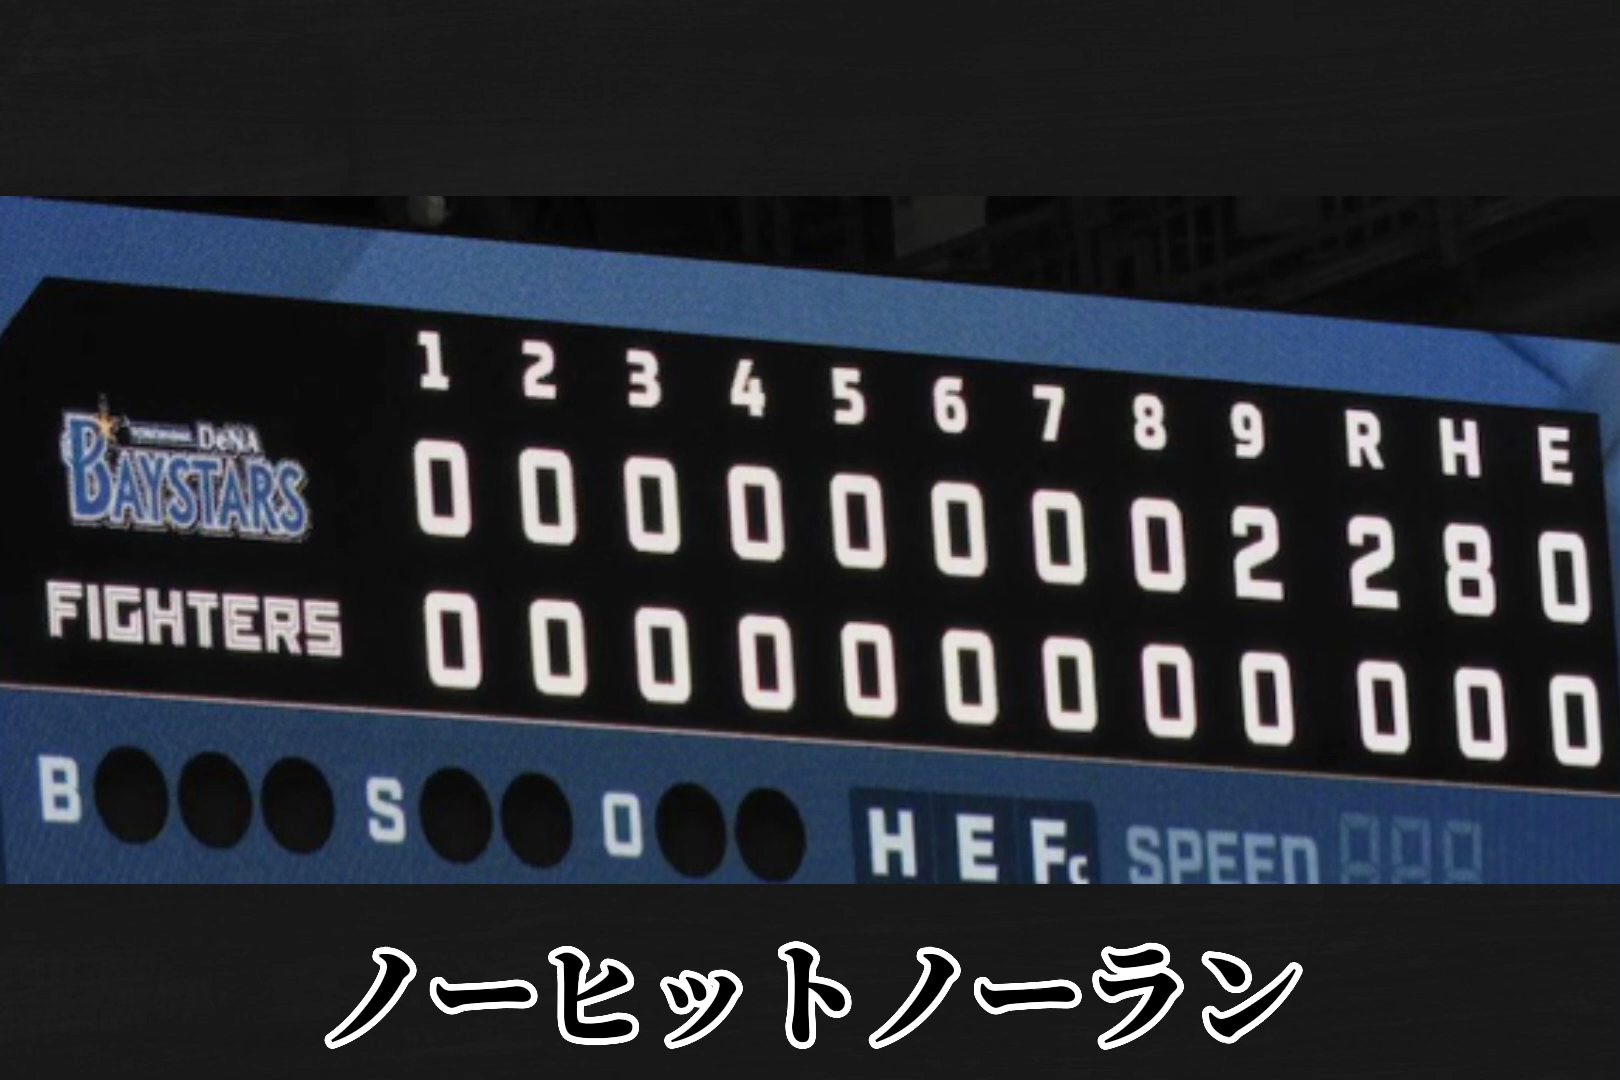 1 2 3 4 5 6 7 8 9 R H E
DeNA
BAYSTARS 0 0 0 0 0 0 0 0 2 2 8 0
FIGHTERS 0 0 0 0 0 0 0 0 0 0 0 0
B S O H E Fc SPEED
ノーヒットノーラン